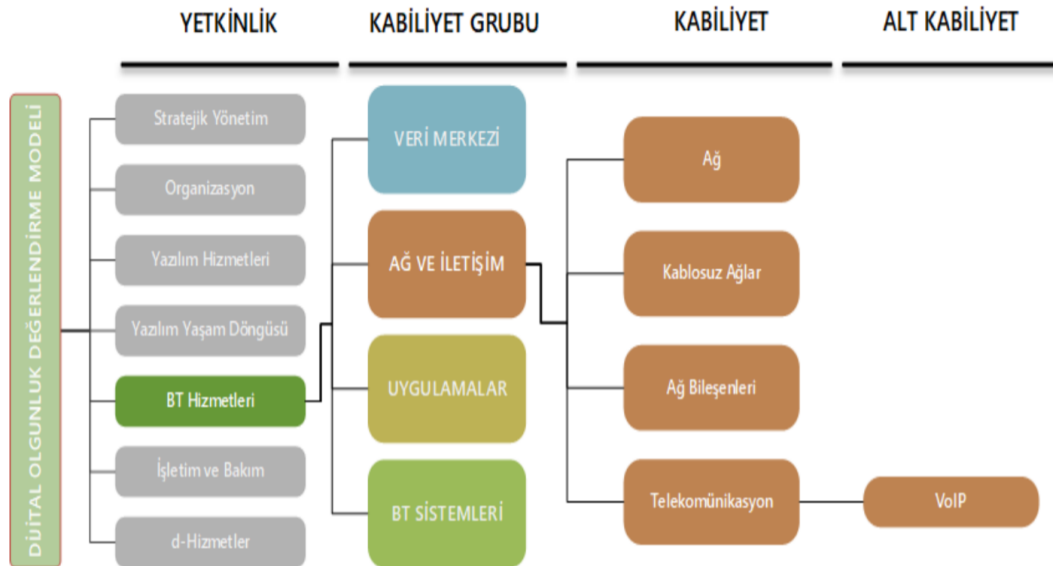 YETKİNLİK
KABİLİYET GRUBU
KABİLİYET
ALT KABİLİYET
DİJİTAL OLGUNLUK DEĞERLENDİRME MODELİ
Stratejik Yönetim
Organizasyon
Yazılım Hizmetleri
Yazılım Yaşam Döngüsü
BT Hizmetleri
İşletim ve Bakım
d-Hizmetler
VERİ MERKEZİ
AĞ VE İLETİŞİM
UYGULAMALAR
BT SİSTEMLERİ
Ağ
Kablosuz Ağlar
Ağ Bileşenleri
Telekomünikasyon
VoIP